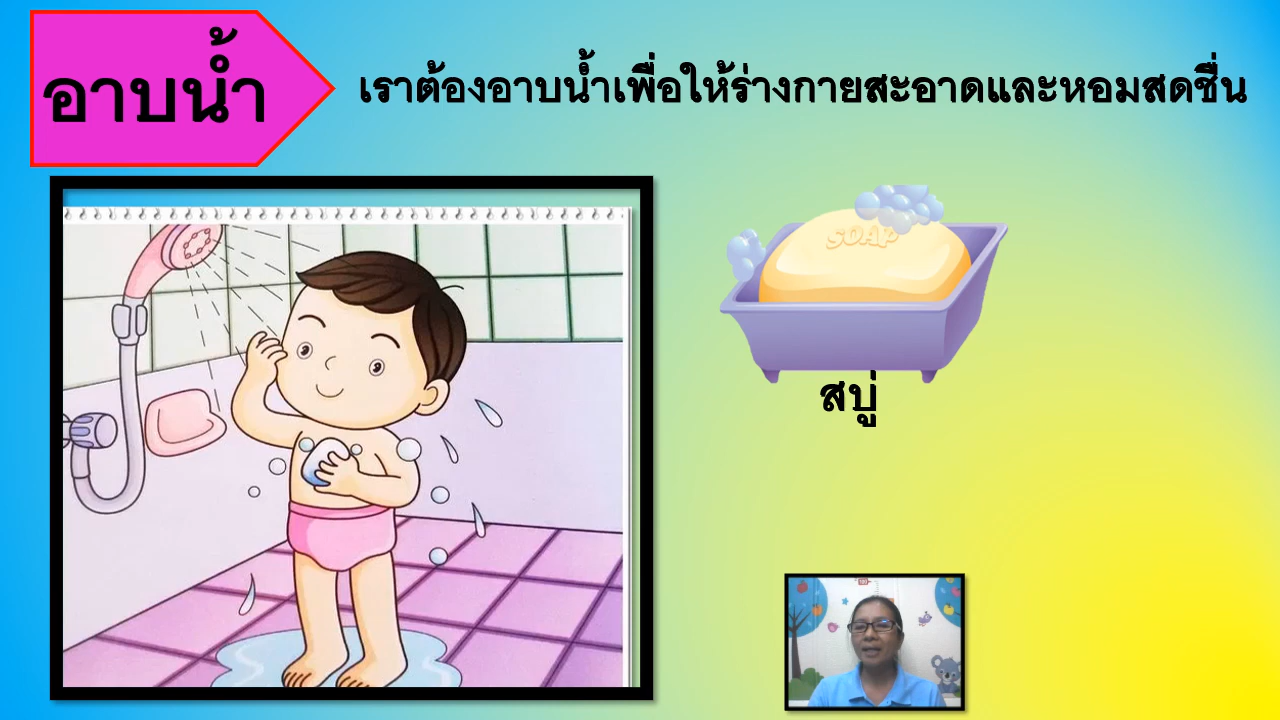 อาบน้ำ
เราต้องอาบน้ำเพื่อให้ร่างกายสะอาดและหอมสดชื่น
SOAP
สบู่